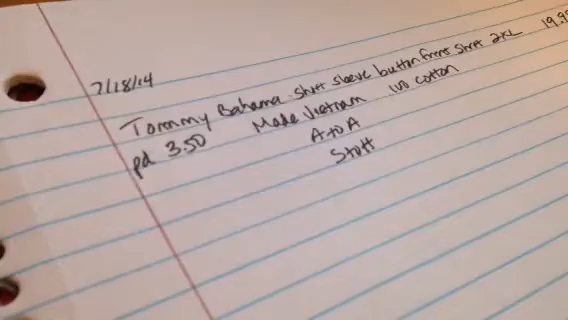 7/18/14
Tommy Bahama short sleeve button front shirt 2XL 19.9
pd 3.50 Made Vietnam 100 cotton
A to A